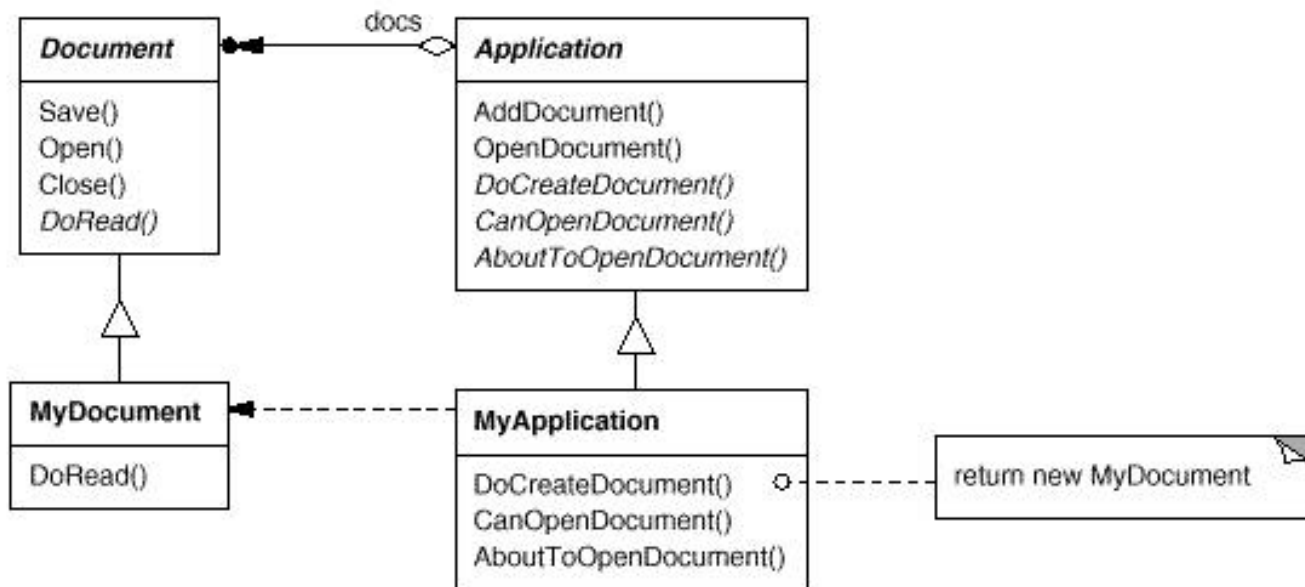 docs
Document
Save()
Open()
Close()
DoRead()
Application
AddDocument()
OpenDocument()
DoCreateDocument()
CanOpenDocument()
AboutToOpenDocument()
MyDocument
DoRead()
MyApplication
DoCreateDocument()
CanOpenDocument()
AboutToOpenDocument()
return new MyDocument